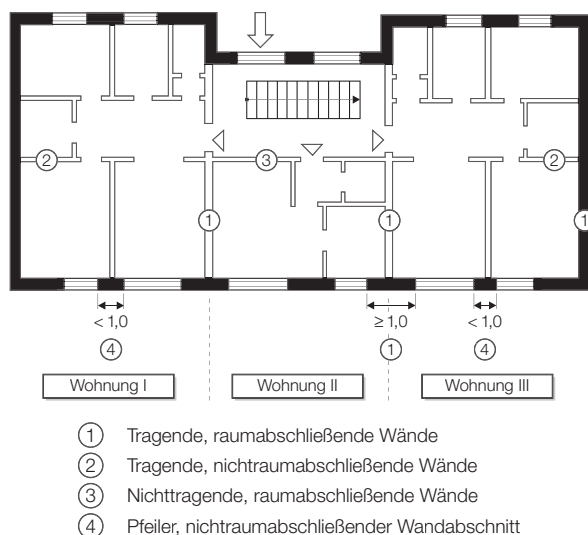 2
3
2
1
1
1
< 1,0
≥ 1,0
< 1,0
4
1
4
Wohnung I
Wohnung II
Wohnung III
1 Tragende, raumabschließende Wände
2 Tragende, nichtraumabschließende Wände
3 Nichttragende, raumabschließende Wände
4 Pfeiler, nichtraumabschließender Wandabschnitt